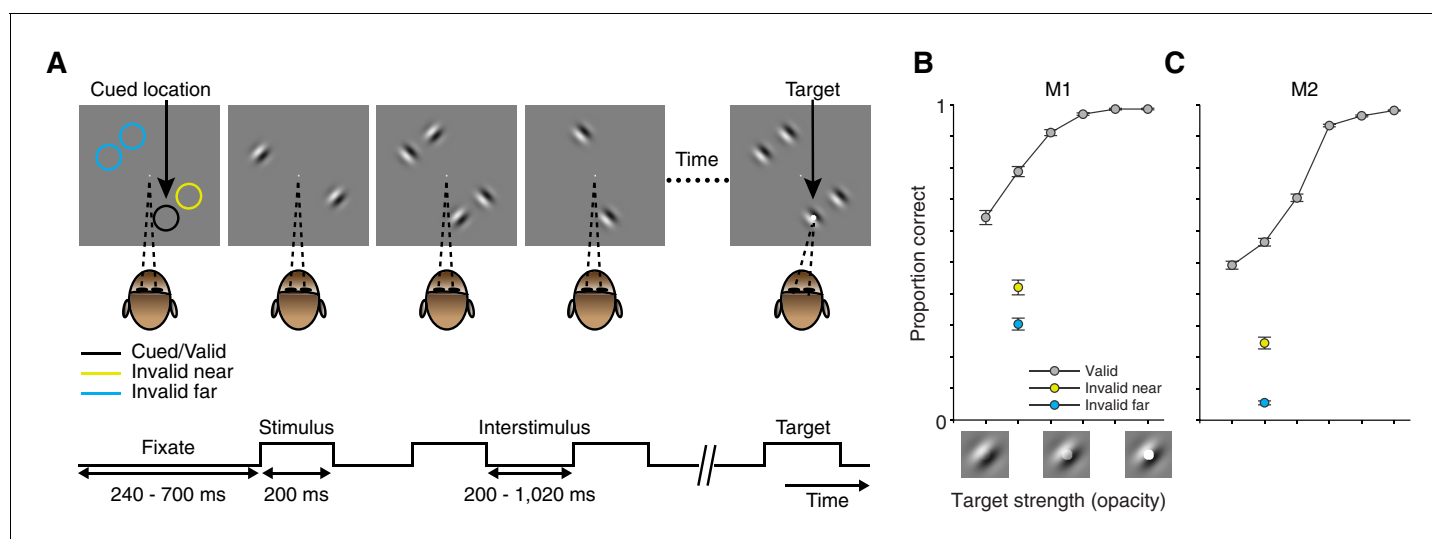 A
Cued location
Target
Time
Cued/Valid
Invalid near
Invalid far
Fixate
Stimulus
Interstimulus
Target
240 - 700 ms
200 ms
200 - 1,020 ms
Time
B
M1
1
Proportion correct
0
Valid
Invalid near
Invalid far
C
M2
Target strength (opacity)